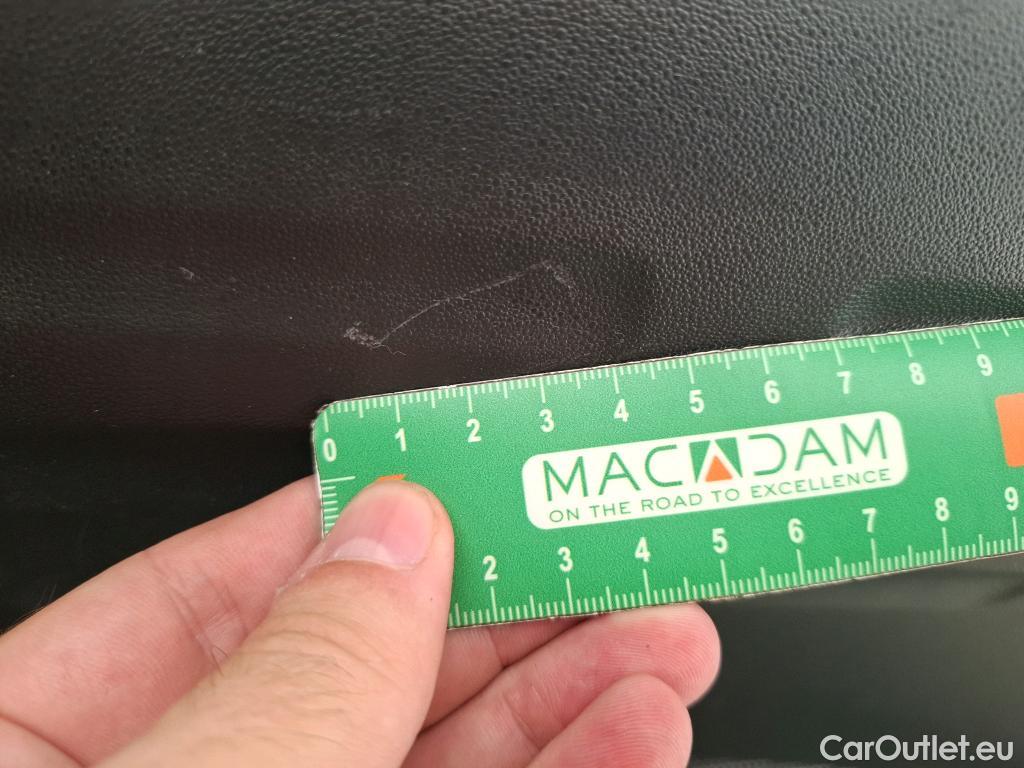 0 1 2 3 4 5 6 7 8 9
MACADAM
ON THE ROAD TO EXCELLENCE
2 3 4 5 6 7 8 9
CarOutlet.eu